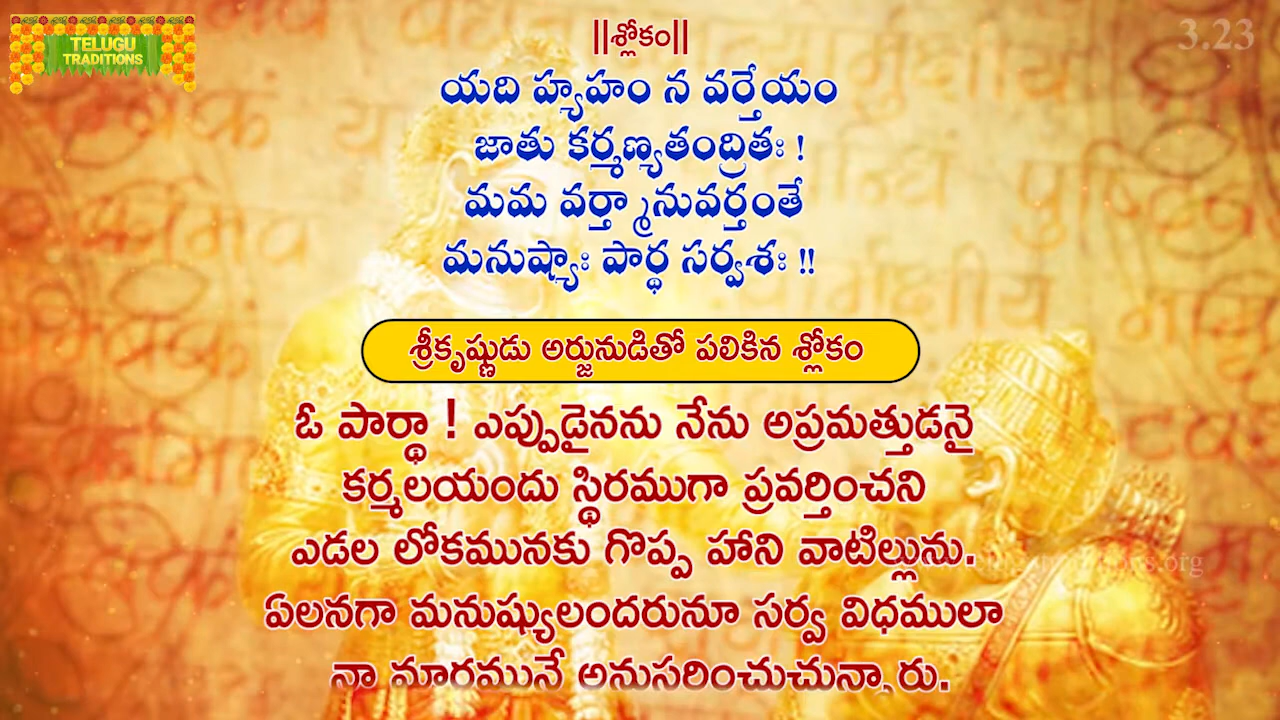 TELUGU
TRADITIONS
3.23
||శ్లోకం||
యది హ్యహం న వర్తేయం
జాతు కర్మణ్యతంద్రితః !
మమ వర్త్మానువర్తంతే
మనుష్యాః పార్థ సర్వశః !!
శ్రీకృష్ణుడు అర్జునుడితో పలికిన శ్లోకం
ఓ పార్థా ! ఎప్పుడైనను నేను అప్రమత్తుడనై
కర్మలయందు స్థిరముగా ప్రవర్తించని
ఎడల లోకమునకు గొప్ప హాని వాటిల్లును.
ఏలనగా మనుష్యులందరునూ సర్వ విధములా
నా మార్గమునే అనుసరించుచున్నారు.